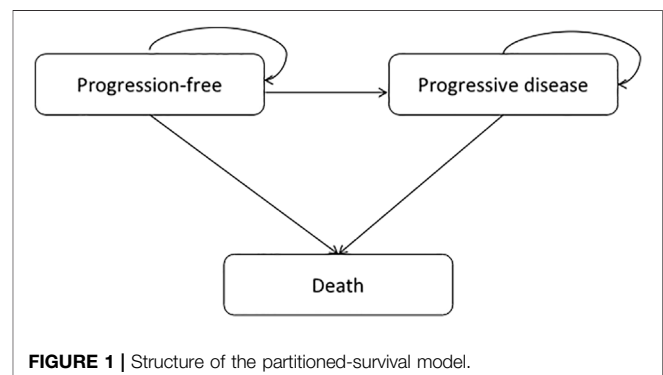 Progression-free
Progressive disease
Death
FIGURE 1 | Structure of the partitioned-survival model.